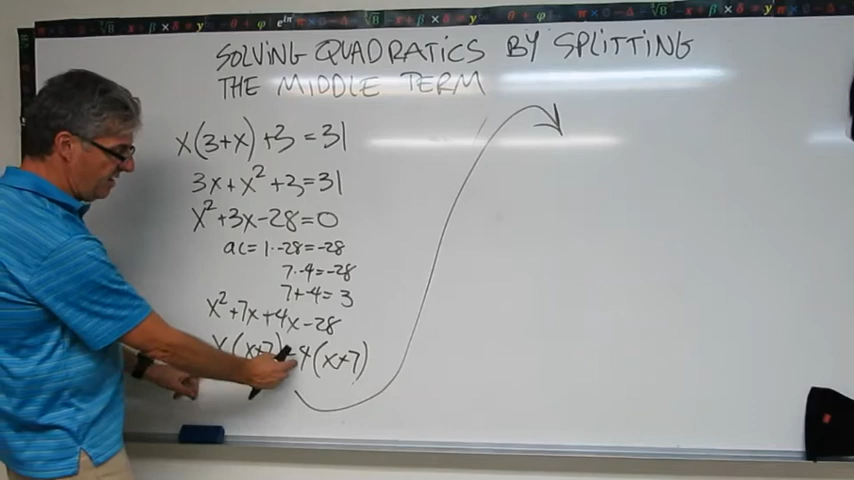 SOLVING QUADRATICS BY SPLITTING
THE MIDDLE TERM
x(3+x)+3=31
3x+x²+3=31
x²+3x-28=0
ac=1·-28=-28
7·-4=-28
7+-4=3
x²+7x+4x-28
x(x+7)-4(x+7)